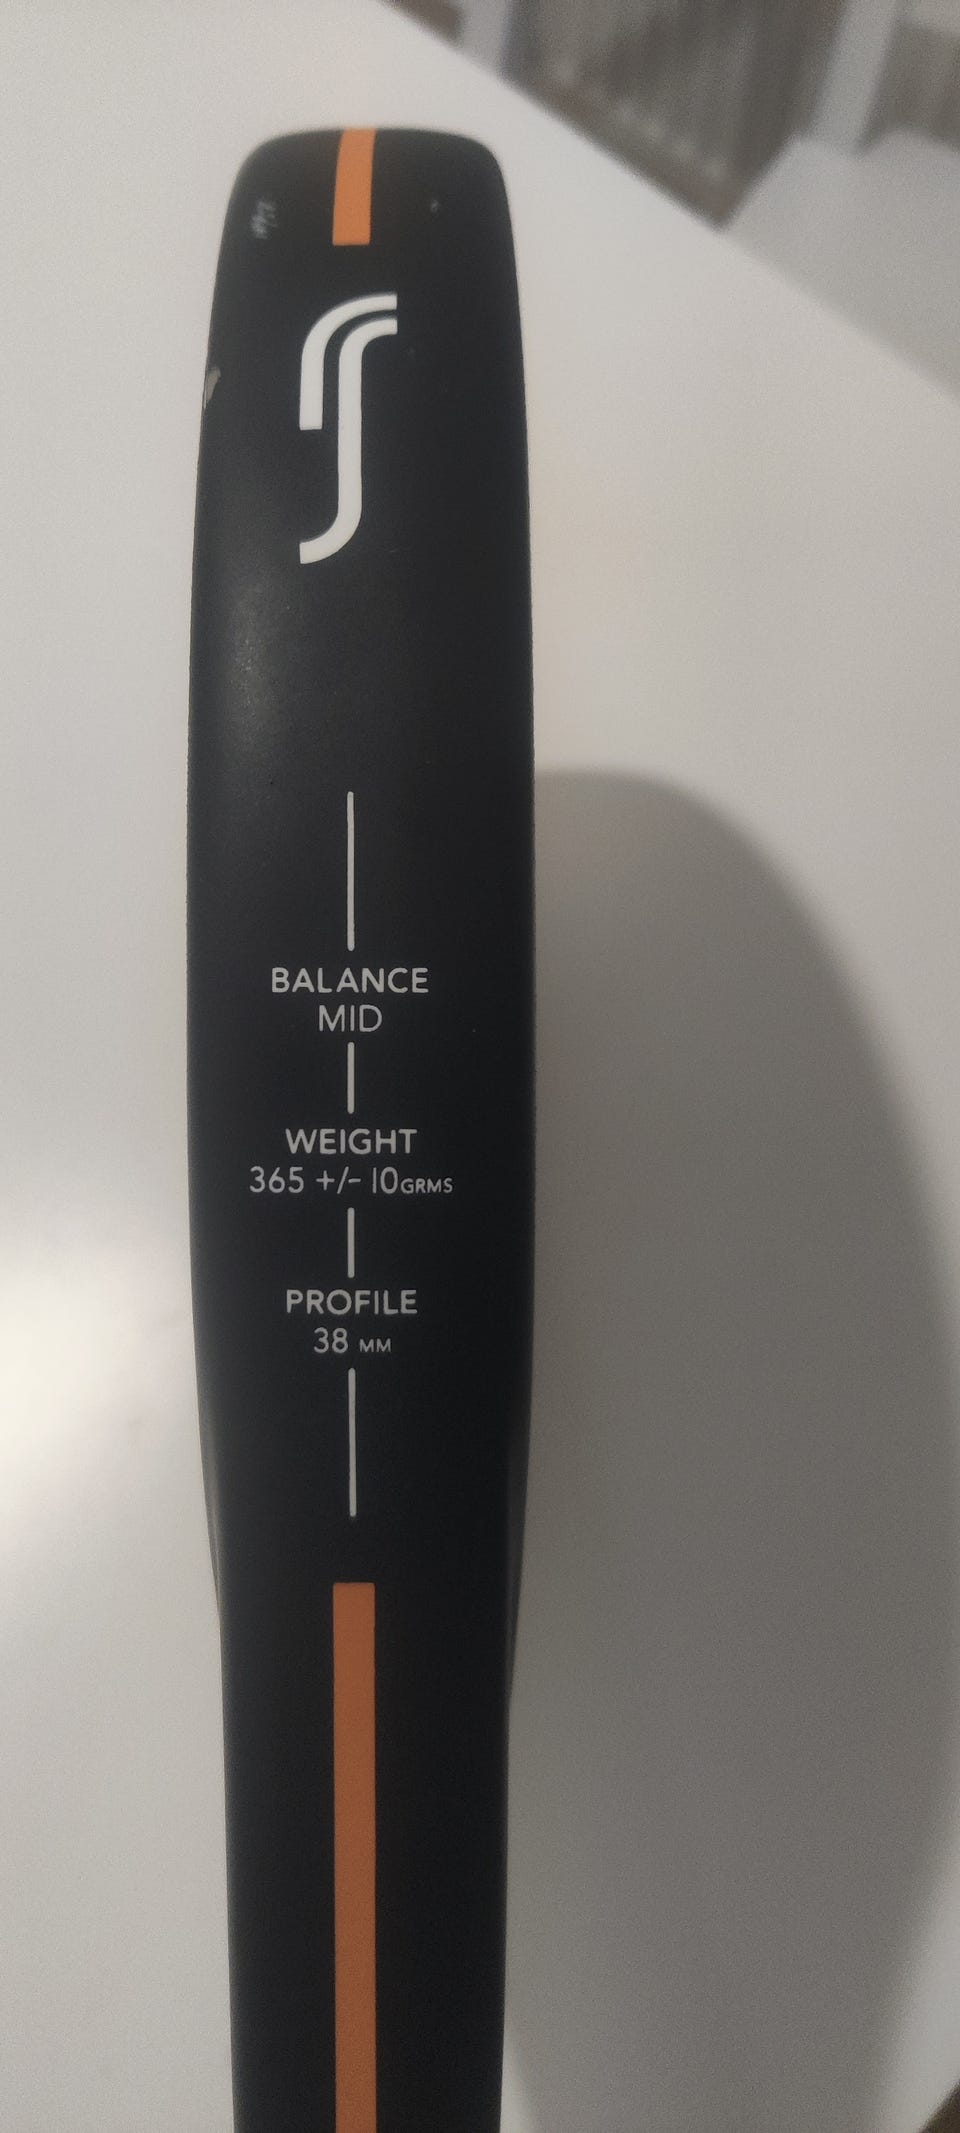 BALANCE
MID
WEIGHT
365 +/- 10GRMS
PROFILE
38 MM